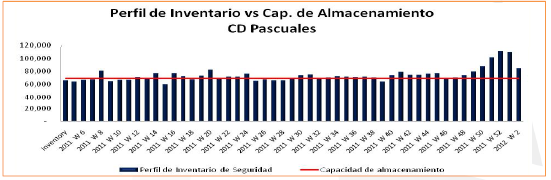 Perfil de Inventario vs Cap. de Almacenamiento
CD Pascuales
120,000
100,000
80,000
60,000
40,000
20,000
-
Inventory
2011 W 6
2011 W 8
2011 W 10
2011 W 12
2011 W 14
2011 W 16
2011 W 18
2011 W 20
2011 W 22
2011 W 24
2011 W 26
2011 W 28
2011 W 30
2011 W 32
2011 W 34
2011 W 36
2011 W 38
2011 W 40
2011 W 42
2011 W 44
2011 W 46
2011 W 48
2011 W 50
2011 W 52
2012 W 2
Perfil de Inventario de Seguridad
Capacidad de almacenamiento